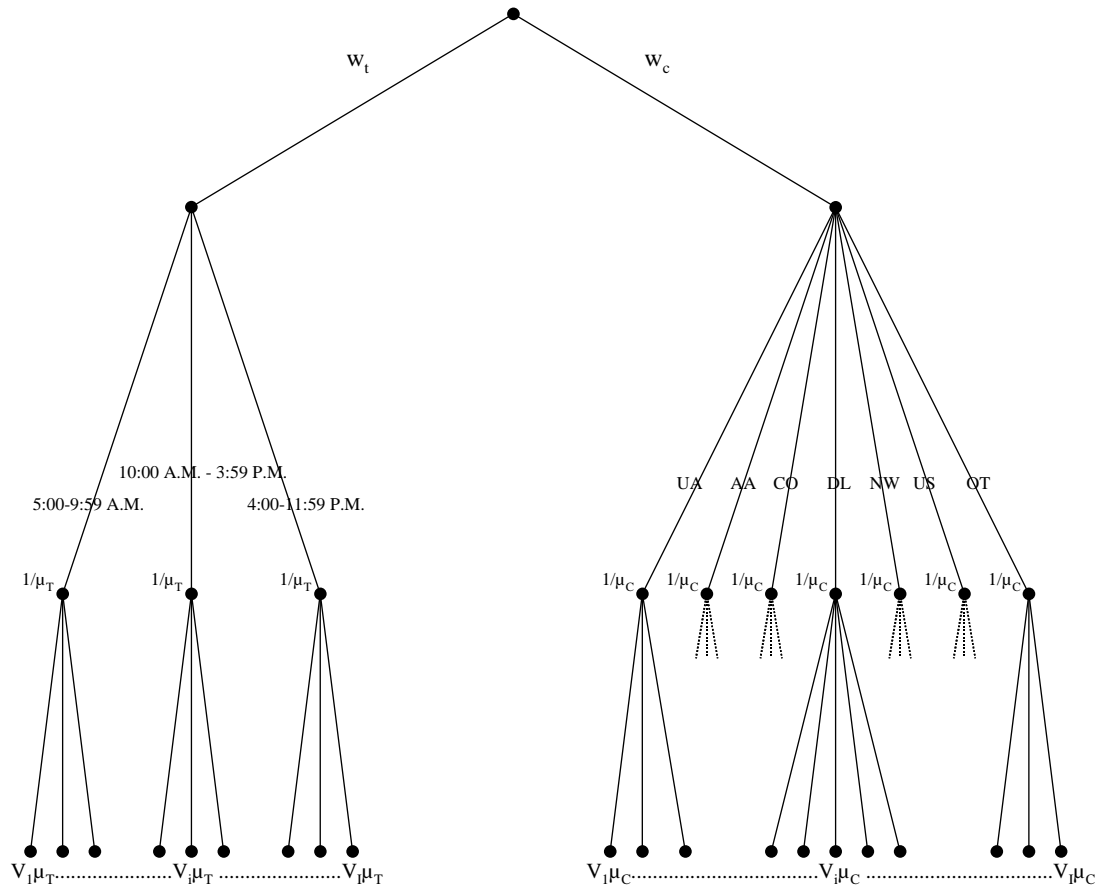 w_t w_c
10:00 A.M. - 3:59 P.M.
UA AA CO DL NW US OT
5:00-9:59 A.M. 4:00-11:59 P.M.
1/μ_T 1/μ_T 1/μ_T 1/μ_C 1/μ_C 1/μ_C 1/μ_C 1/μ_C 1/μ_C 1/μ_C
V_1μ_T.....................V_iμ_T......................V_Iμ_T V_1μ_C.................................V_iμ_C.................................V_Iμ_C